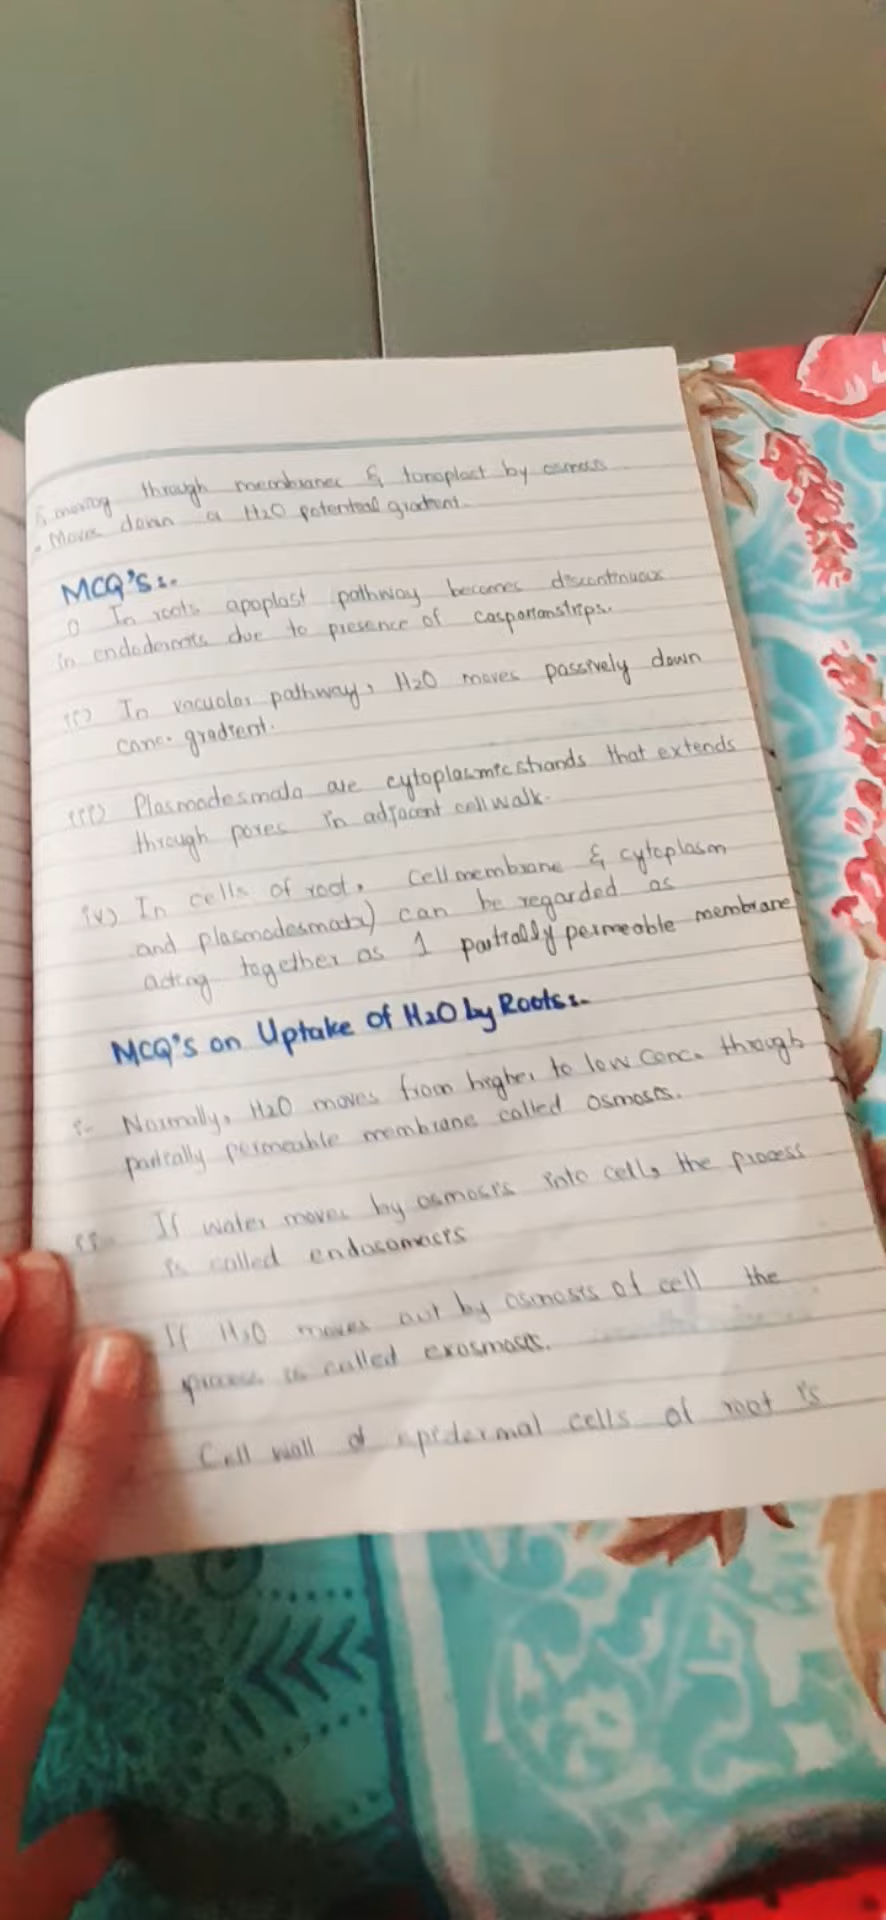 & moving through membranes & tonoplast by osmosis
• Moves down a H2O potential gradient.
MCQ's:-
i) In roots apoplast pathway becomes discontinuous
in endodermis due to presence of casparianstrips.
ii) In vacuolar pathway, H2O moves passively down
conc. gradient.
iii) Plasmodesmata are cytoplasmic strands that extends
through pores in adjacent cell walls.
iv) In cells of root, cell membrane & cytoplasm
and plasmodesmata) can be regarded as
acting together as 1 partially permeable membrane
MCQ's on Uptake of H2O by Roots:-
i- Normally, H2O moves from higher to low conc. through
partially permeable membrane called osmosis.
ii- If water moves by osmosis into cell, the process
is called endosomocis
If H2O moves out by osmosis of cell the
process is called exosmosis.
Cell wall of epidermal cells of root is